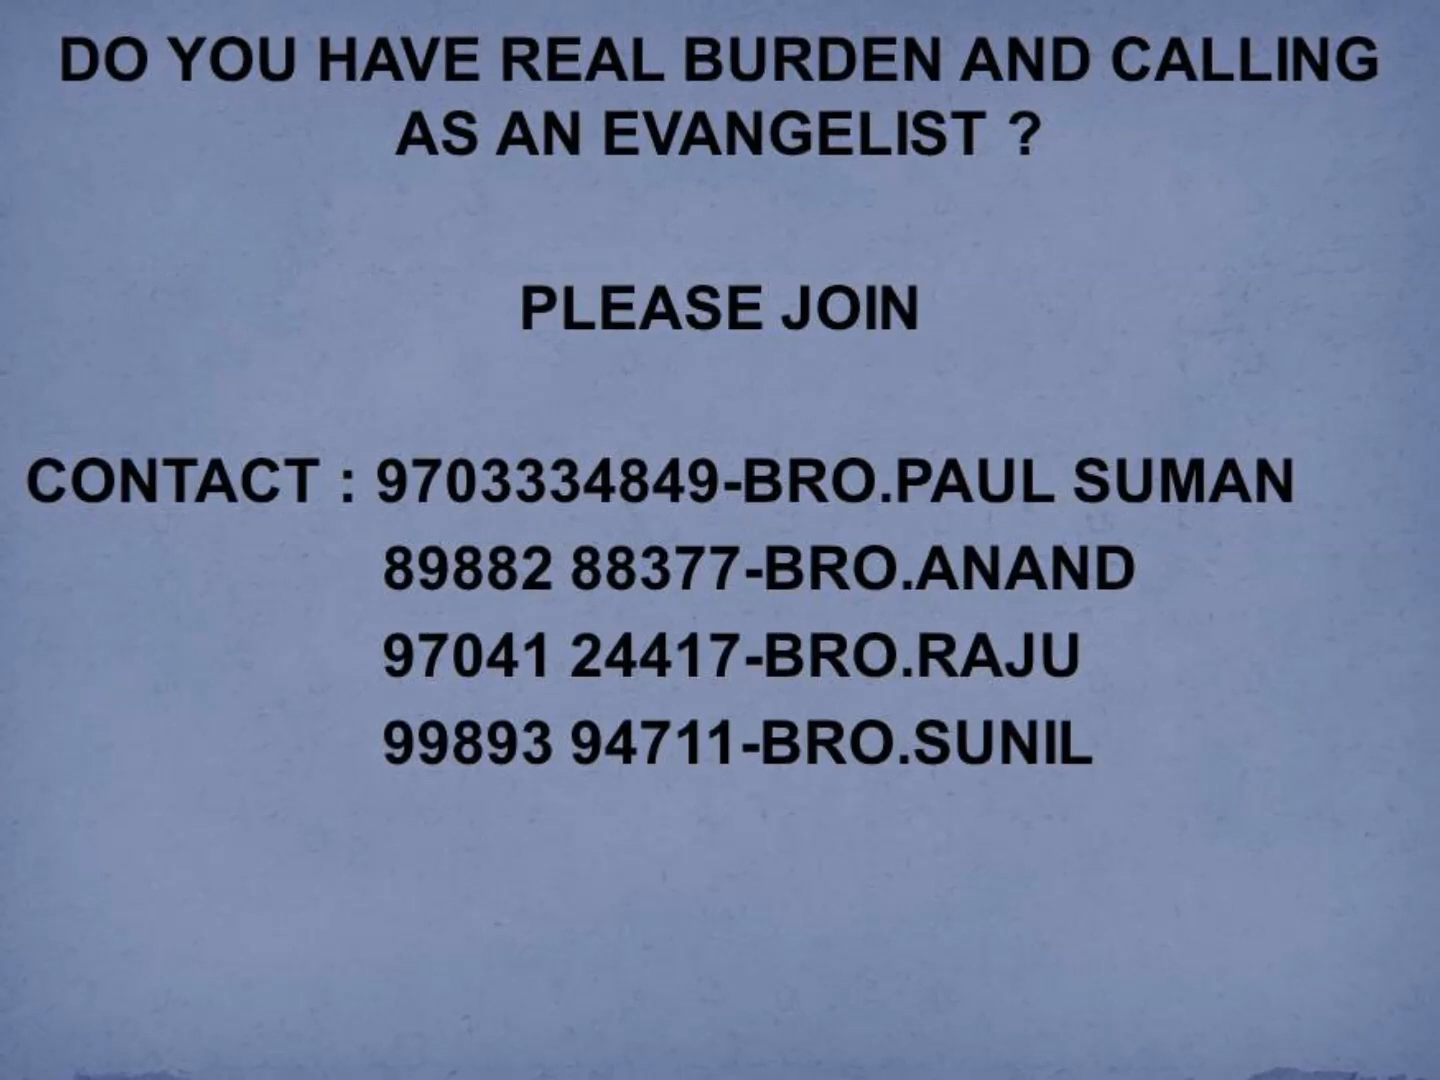 DO YOU HAVE REAL BURDEN AND CALLING
AS AN EVANGELIST ?
PLEASE JOIN
CONTACT : 9703334849-BRO.PAUL SUMAN
89882 88377-BRO.ANAND
97041 24417-BRO.RAJU
99893 94711-BRO.SUNIL